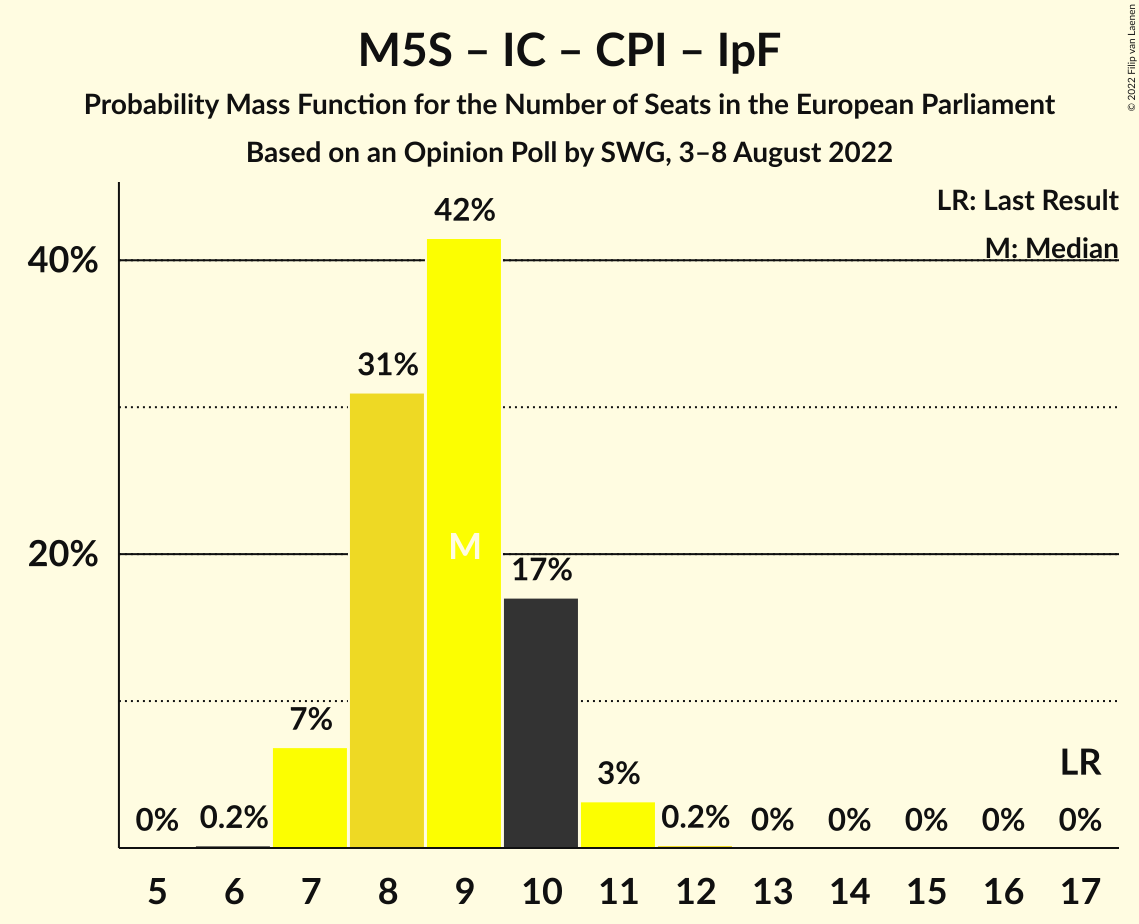 M5S – IC – CPI – IpF
Probability Mass Function for the Number of Seats in the European Parliament
Based on an Opinion Poll by SWG, 3–8 August 2022
© 2022 Filip van Laenen
LR: Last Result
M: Median
40%
20%
0%
0.2%
7%
31%
42%
M
17%
3%
0.2%
0%
0%
0%
0%
LR
0%
5 6 7 8 9 10 11 12 13 14 15 16 17